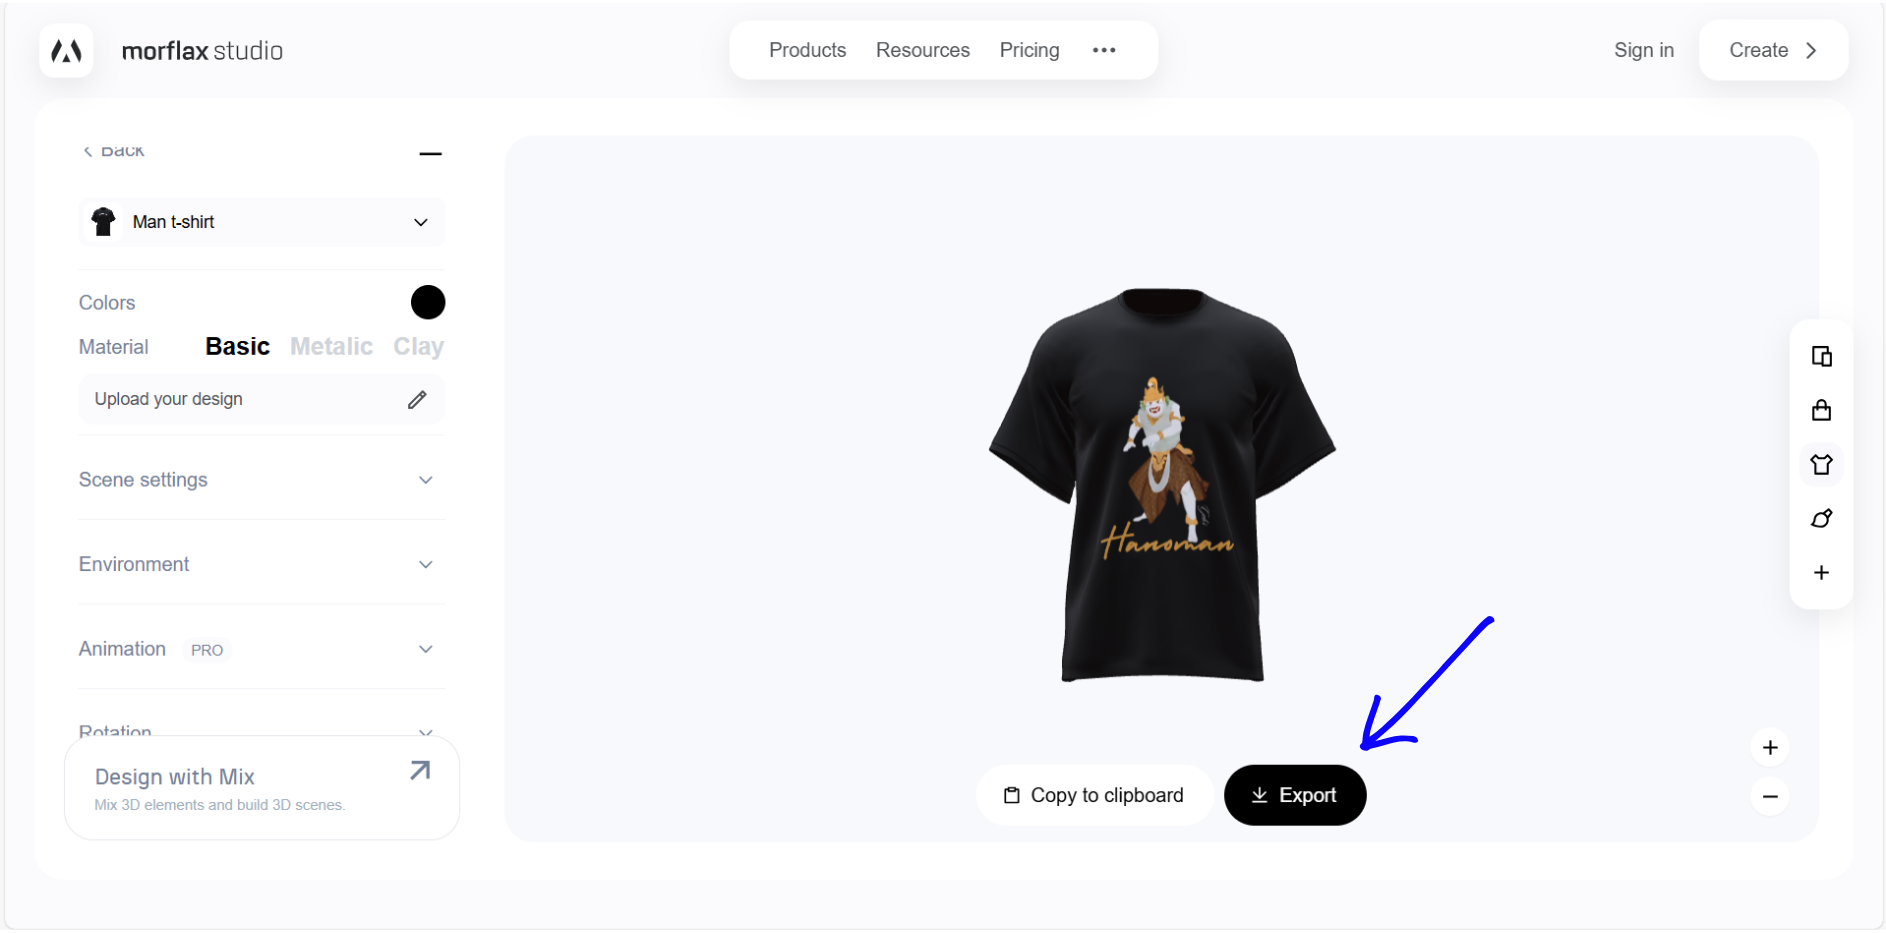 morflax studio
Products Resources Pricing
Sign in
Create
Back
Man t-shirt
Colors
Material Basic Metalic Clay
Upload your design
Scene settings
Environment
Animation PRO
Rotation
Design with Mix
Mix 3D elements and build 3D scenes.
Hanoman
Copy to clipboard
Export